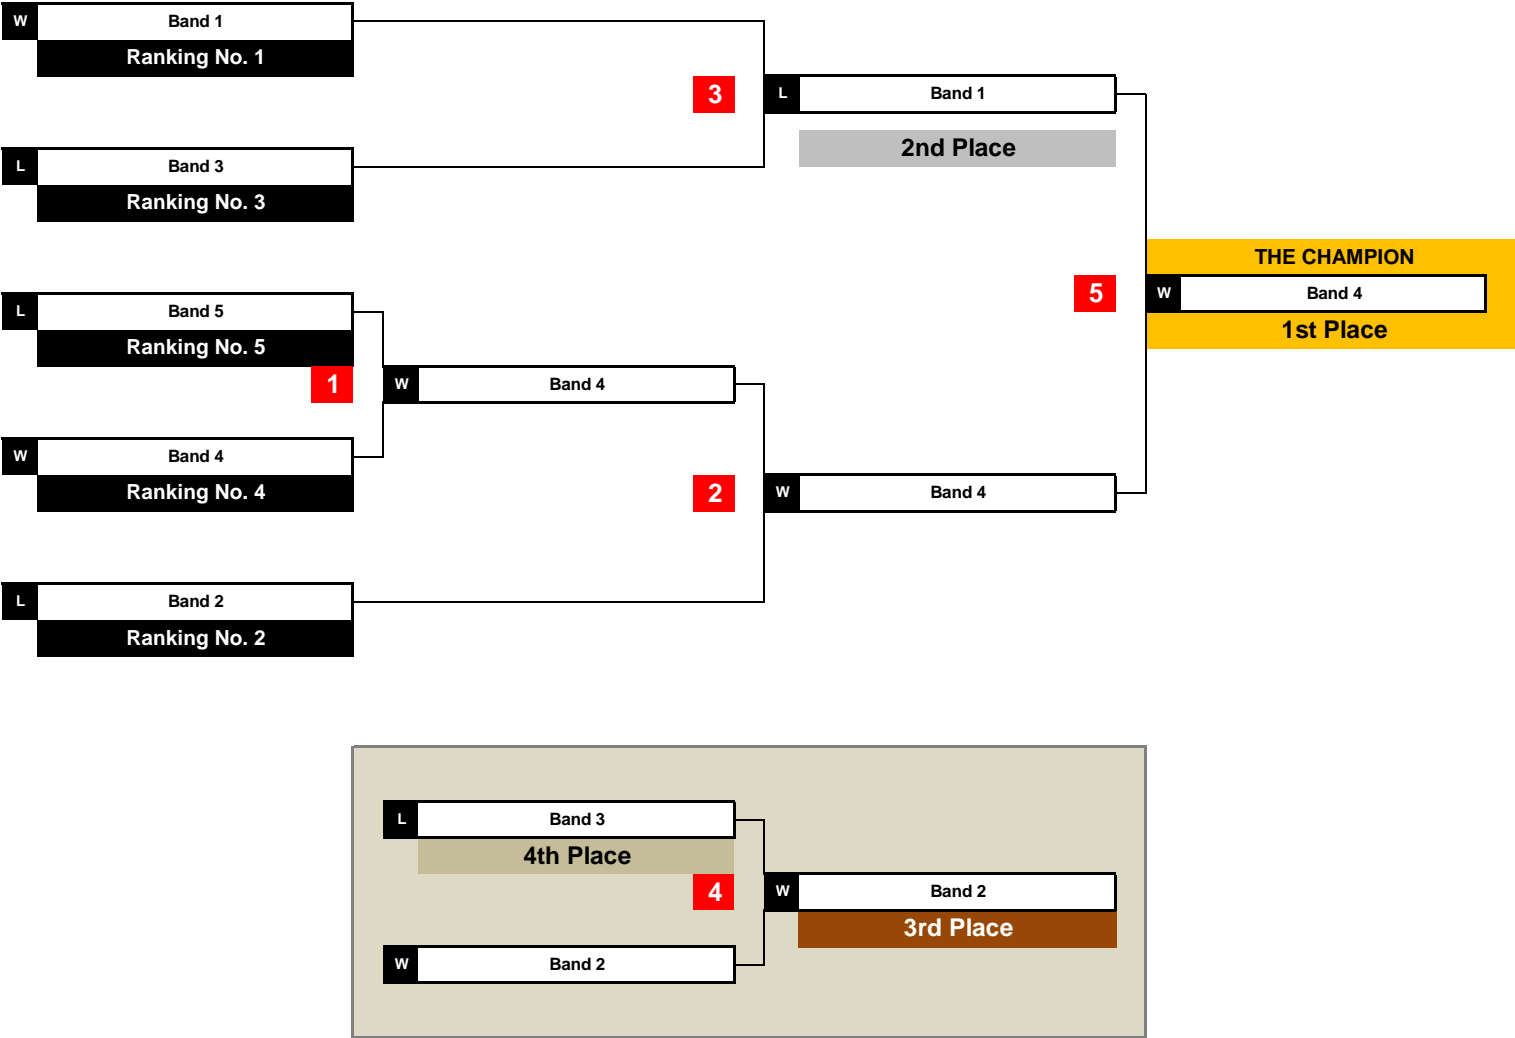 W Band 1
Ranking No. 1
3 L Band 1
2nd Place
L Band 3
Ranking No. 3
THE CHAMPION
5 W Band 4
1st Place
L Band 5
Ranking No. 5
1 W Band 4
W Band 4
Ranking No. 4
2 W Band 4
L Band 2
Ranking No. 2
L Band 3
4th Place
4 W Band 2
3rd Place
W Band 2